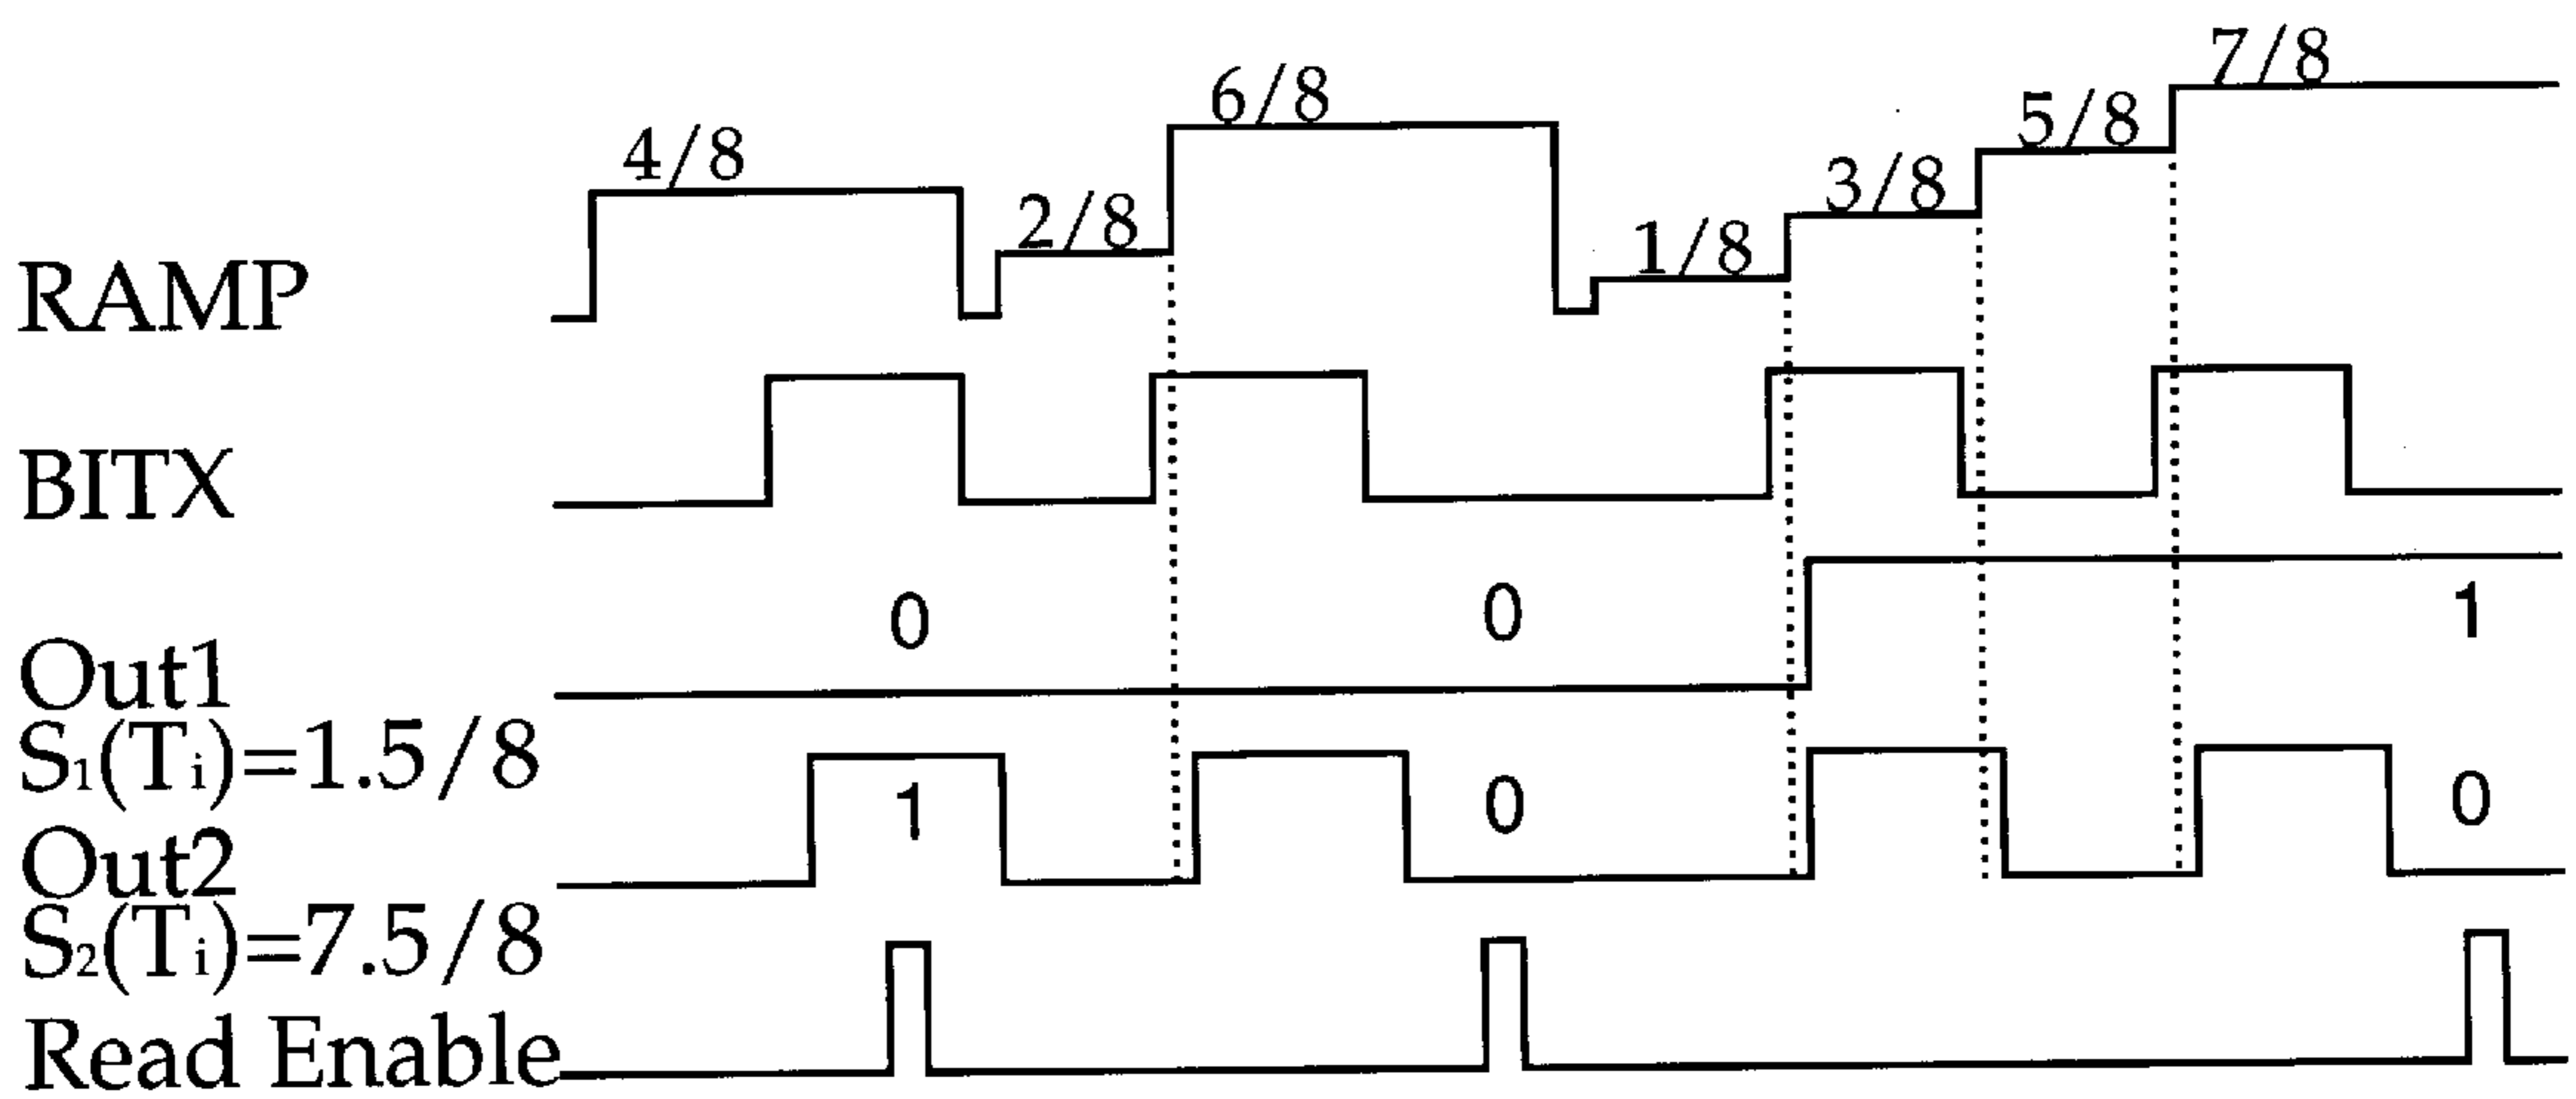 4/8 2/8 6/8 1/8 3/8 5/8 7/8
RAMP
BITX
0 0 1
Out1
S₁(Tᵢ)=1.5/8
1 0 0
Out2
S₂(Tᵢ)=7.5/8
Read Enable